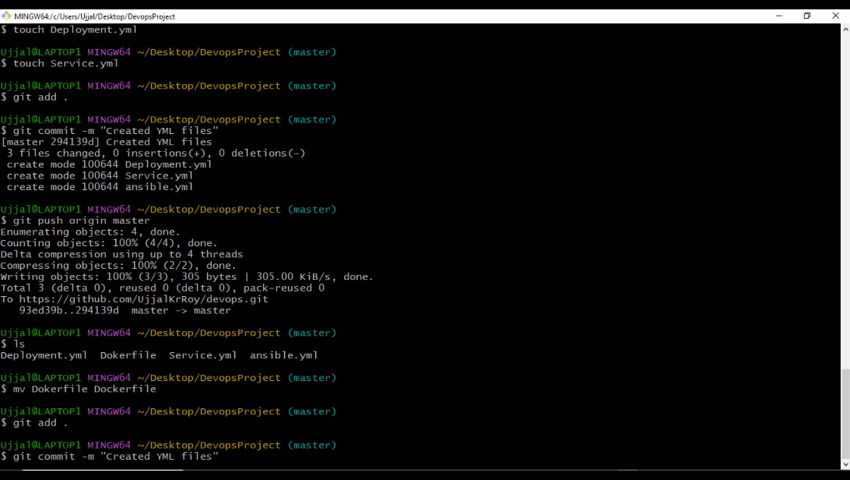 MINGW64:/c/Users/Ujjal/Desktop/DevopsProject
$ touch Deployment.yml
Ujjal@LAPTOP1 MINGW64 ~/Desktop/DevopsProject (master)
$ touch Service.yml
Ujjal@LAPTOP1 MINGW64 ~/Desktop/DevopsProject (master)
$ git add .
Ujjal@LAPTOP1 MINGW64 ~/Desktop/DevopsProject (master)
$ git commit -m "Created YML files"
[master 294139d] Created YML files
3 files changed, 0 insertions(+), 0 deletions(-)
create mode 100644 Deployment.yml
create mode 100644 Service.yml
create mode 100644 ansible.yml
Ujjal@LAPTOP1 MINGW64 ~/Desktop/DevopsProject (master)
$ git push origin master
Enumerating objects: 4, done.
Counting objects: 100% (4/4), done.
Delta compression using up to 4 threads
Compressing objects: 100% (2/2), done.
Writing objects: 100% (3/3), 305 bytes | 305.00 KiB/s, done.
Total 3 (delta 0), reused 0 (delta 0), pack-reused 0
To https://github.com/UjjalKrRoy/devops.git
93ed39b..294139d master -> master
Ujjal@LAPTOP1 MINGW64 ~/Desktop/DevopsProject (master)
$ ls
Deployment.yml Dokerfile Service.yml ansible.yml
Ujjal@LAPTOP1 MINGW64 ~/Desktop/DevopsProject (master)
$ mv Dokerfile Dockerfile
Ujjal@LAPTOP1 MINGW64 ~/Desktop/DevopsProject (master)
$ git add .
Ujjal@LAPTOP1 MINGW64 ~/Desktop/DevopsProject (master)
$ git commit -m "Created YML files"